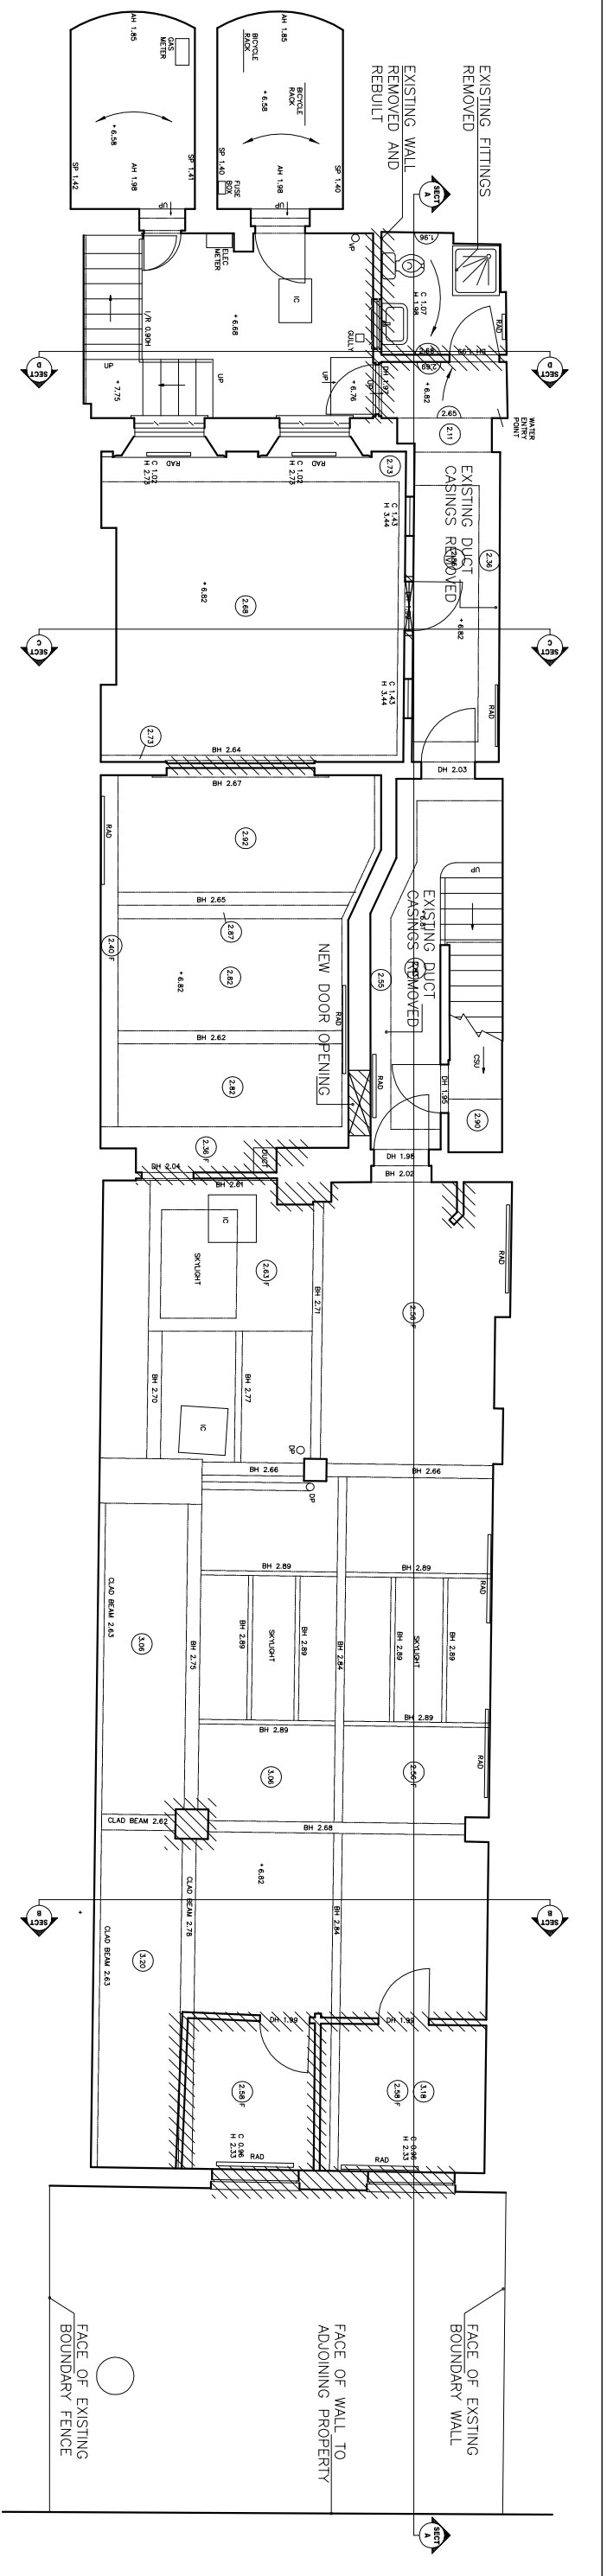 EXISTING FITTINGS
REMOVED
EXISTING WALL
REMOVED AND
REBUILT
AH 1.85
GAS
METER
+6.58
AH 1.98
SP 1.41
SP 1.42
UP
AH 1.85
BICYCLE
RACK
BICYCLE
RACK
+6.58
AH 1.98
SP 1.40
SP 1.40
FUSE
BOX
UP
SECT
A
1.96
C 1.07
H 1.98
RAD
VP
ELEC
METER
IC
+6.68
GULLY
I/R 0.90H
UP
UP
+7.75
UP
+6.76
UP
DH 1.97
2.69
+6.82
2.65
2.11
WATER
ENTRY
POINT
SECT
D
SECT
D
RAD
RAD
C 1.02
H 2.73
C 1.02
H 2.73
2.73
C 1.43
H 3.44
EXISTING DUCT
CASINGS REMOVED
2.36
+6.82
2.68
+6.82
SECT
C
SECT
C
C 1.43
H 3.44
RAD
2.73
BH 2.64
DH 2.03
BH 2.67
RAD
2.92
BH 2.65
2.87
2.82
2.40 F
+6.82
RAD
BH 2.62
2.82
2.36 F
UP
EXISTING DUCT
CASINGS REMOVED
2.55
NEW DOOR OPENING
RAD
CSU
DH 1.95
2.90
DH 1.98
BH 2.02
DUCT
BH 2.04
BH 2.61
IC
SKYLIGHT
2.63 F
BH 2.71
2.56 F
RAD
BH 2.70
BH 2.77
IC
DP
BH 2.66
BH 2.66
DP
CLAD BEAM 2.63
3.06
BH 2.75
BH 2.89
BH 2.89
BH 2.89
SKYLIGHT
BH 2.89
BH 2.84
BH 2.89
SKYLIGHT
BH 2.89
RAD
BH 2.89
BH 2.89
RAD
3.06
2.56 F
CLAD BEAM 2.62
BH 2.68
+6.82
CLAD BEAM 2.78
BH 2.84
SECT
B
SECT
B
CLAD BEAM 2.63
3.20
DH 1.99
DH 1.99
2.58 F
2.58 F
3.18
C 0.96
H 2.33
C 0.96
H 2.33
RAD
RAD
FACE OF EXSTING
BOUNDARY WALL
FACE OF WALL TO
ADJOINING PROPERTY
FACE OF EXISTING
BOUNDARY FENCE
SECT
A